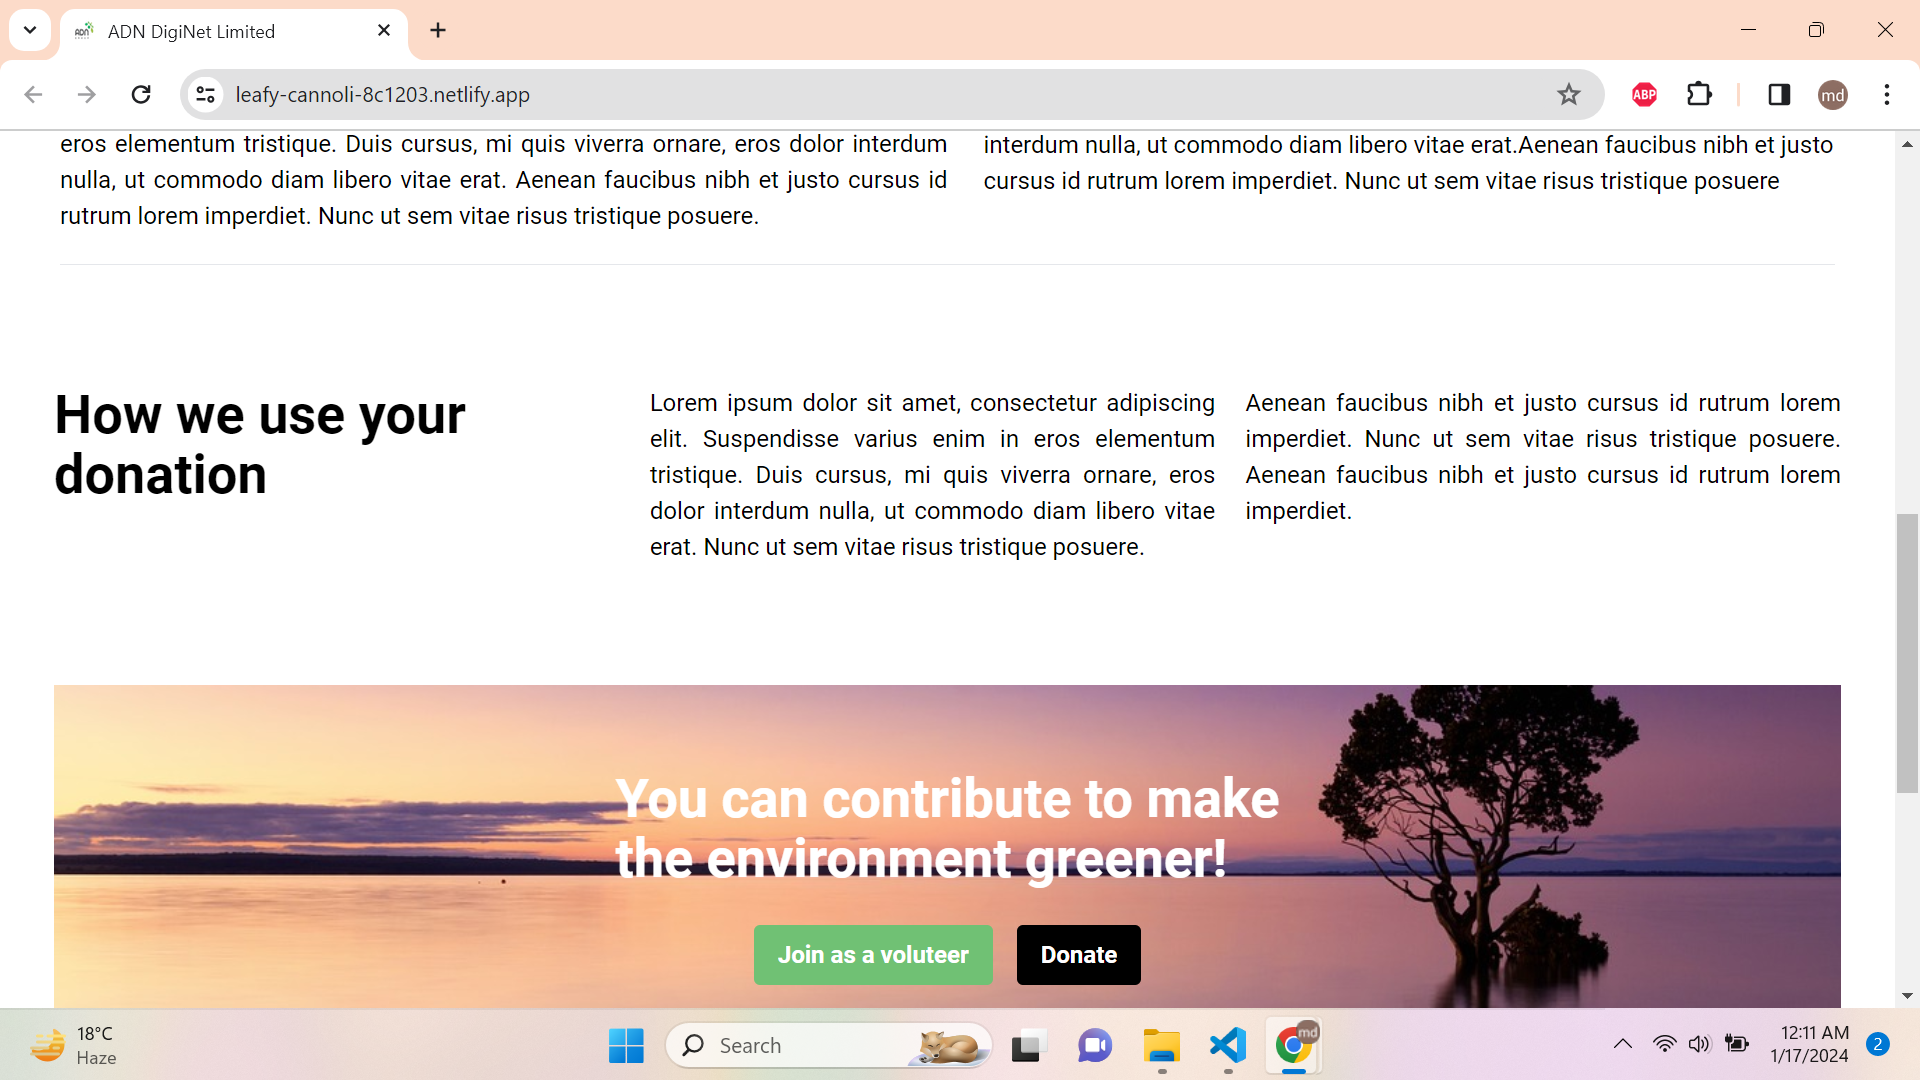 ADN DigiNet Limited
leafy-cannoli-8c1203.netlify.app
ABP
md
eros elementum tristique. Duis cursus, mi quis viverra ornare, eros dolor interdum
nulla, ut commodo diam libero vitae erat. Aenean faucibus nibh et justo cursus id
rutrum lorem imperdiet. Nunc ut sem vitae risus tristique posuere.
interdum nulla, ut commodo diam libero vitae erat.Aenean faucibus nibh et justo
cursus id rutrum lorem imperdiet. Nunc ut sem vitae risus tristique posuere
How we use your
donation
Lorem ipsum dolor sit amet, consectetur adipiscing
elit. Suspendisse varius enim in eros elementum
tristique. Duis cursus, mi quis viverra ornare, eros
dolor interdum nulla, ut commodo diam libero vitae
erat. Nunc ut sem vitae risus tristique posuere.
Aenean faucibus nibh et justo cursus id rutrum lorem
imperdiet. Nunc ut sem vitae risus tristique posuere.
Aenean faucibus nibh et justo cursus id rutrum lorem
imperdiet.
You can contribute to make
the environment greener!
Join as a voluteer
Donate
18°C
Haze
Search
md
12:11 AM
1/17/2024
2